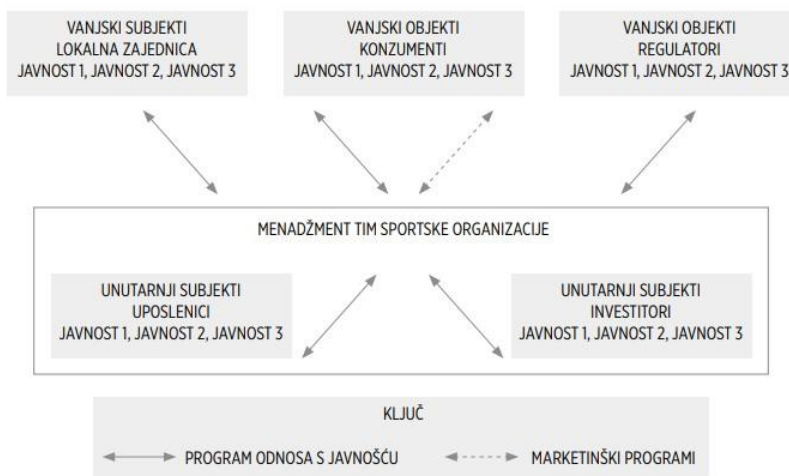 VANJSKI SUBJEKTI
LOKALNA ZAJEDNICA
JAVNOST 1, JAVNOST 2, JAVNOST 3
VANJSKI OBJEKTI
KONZUMENTI
JAVNOST 1, JAVNOST 2, JAVNOST 3
VANJSKI OBJEKTI
REGULATORI
JAVNOST 1, JAVNOST 2, JAVNOST 3
MENADŽMENT TIM SPORTSKE ORGANIZACIJE
UNUTARNJI SUBJEKTI
UPOSLENICI
JAVNOST 1, JAVNOST 2, JAVNOST 3
UNUTARNJI SUBJEKTI
INVESTITORI
JAVNOST 1, JAVNOST 2, JAVNOST 3
KLJUČ
PROGRAM ODNOSA S JAVNOŠĆU
MARKETINŠKI PROGRAMI